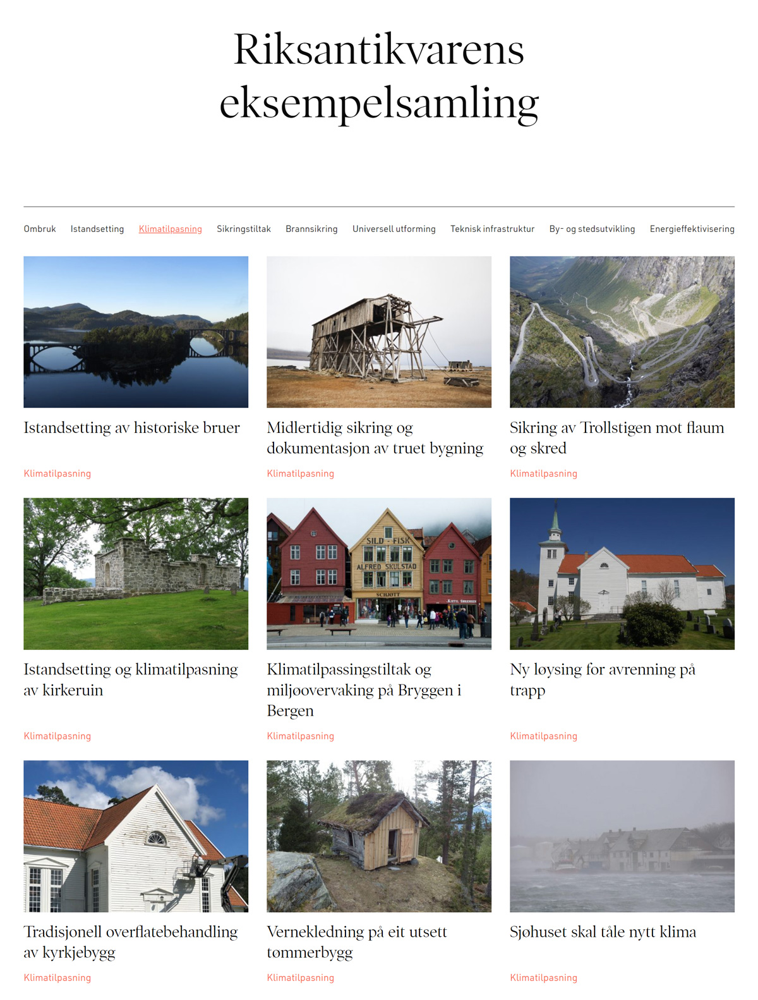 Riksantikvarens
eksempelsamling
Ombruk Istandsetting Klimatilpasning Sikringstiltak Brannsikring Universell utforming Teknisk infrastruktur By- og stedsutvikling Energieffektivisering
Istandsetting av historiske bruer
Klimatilpasning
Midlertidig sikring og
dokumentasjon av truet bygning
Klimatilpasning
Sikring av Trollstigen mot flaum
og skred
Klimatilpasning
Istandsetting og klimatilpasning
av kirkeruin
Klimatilpasning
SILD - FISK
ALFRED SKULSTAD
SCHJØTT
KJETIL SØRENSEN
Klimatilpassingstiltak og
miljøovervaking på Bryggen i
Bergen
Klimatilpasning
Ny løysing for avrenning på
trapp
Klimatilpasning
Tradisjonell overflatebehandling
av kyrkjebygg
Klimatilpasning
Vernekledning på eit utsett
tømmerbygg
Klimatilpasning
Sjøhuset skal tåle nytt klima
Klimatilpasning